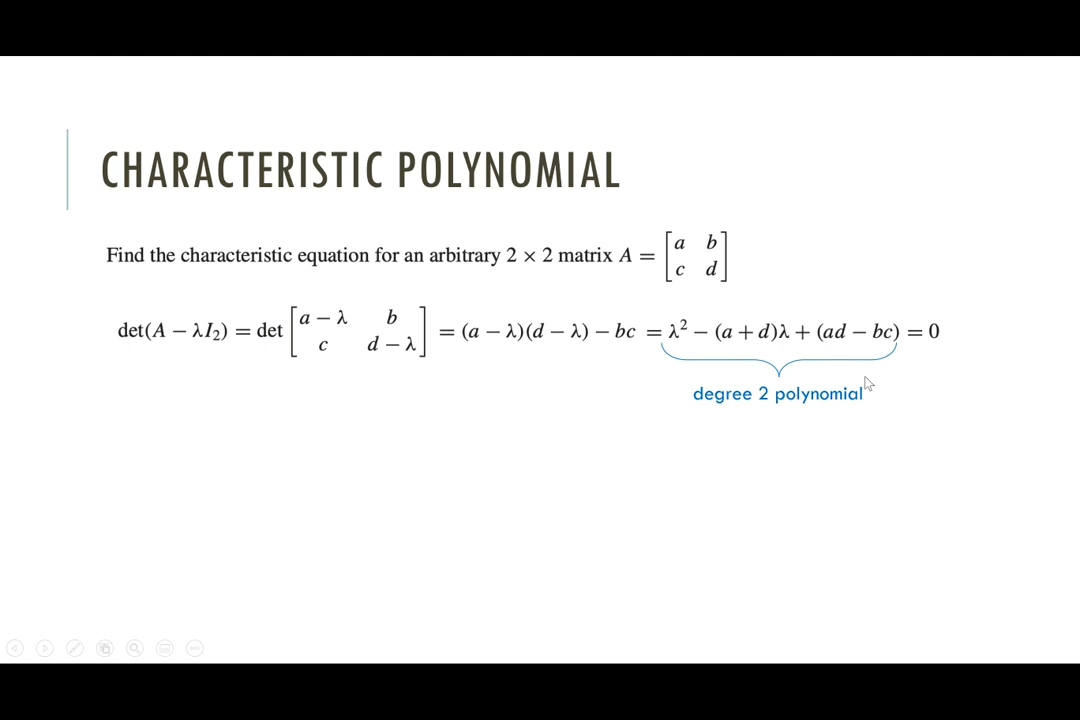 CHARACTERISTIC POLYNOMIAL
Find the characteristic equation for an arbitrary 2 × 2 matrix A = [a b
c d]
det(A − λI₂) = det [a − λ b
c d − λ] = (a − λ)(d − λ) − bc = λ² − (a + d)λ + (ad − bc) = 0
degree 2 polynomial